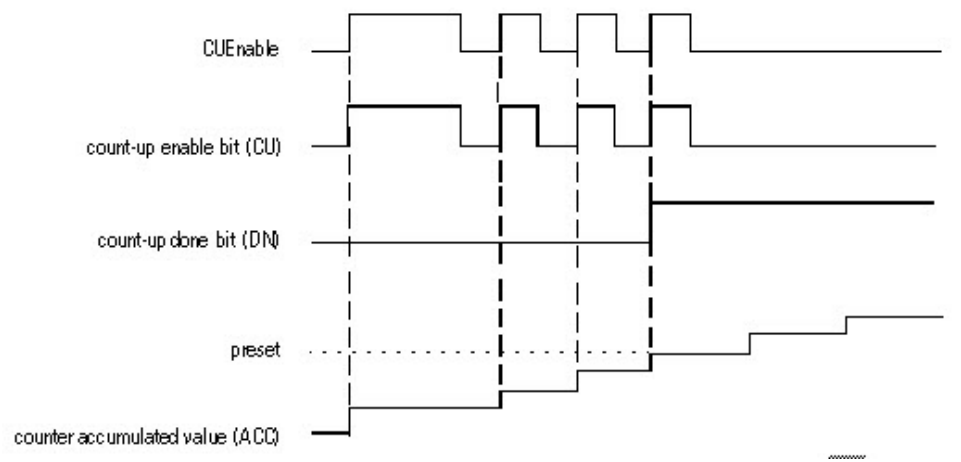 CUEnable
count-up enable bit (CU)
count-up done bit (DN)
preset
counter accumulated value (ACC)